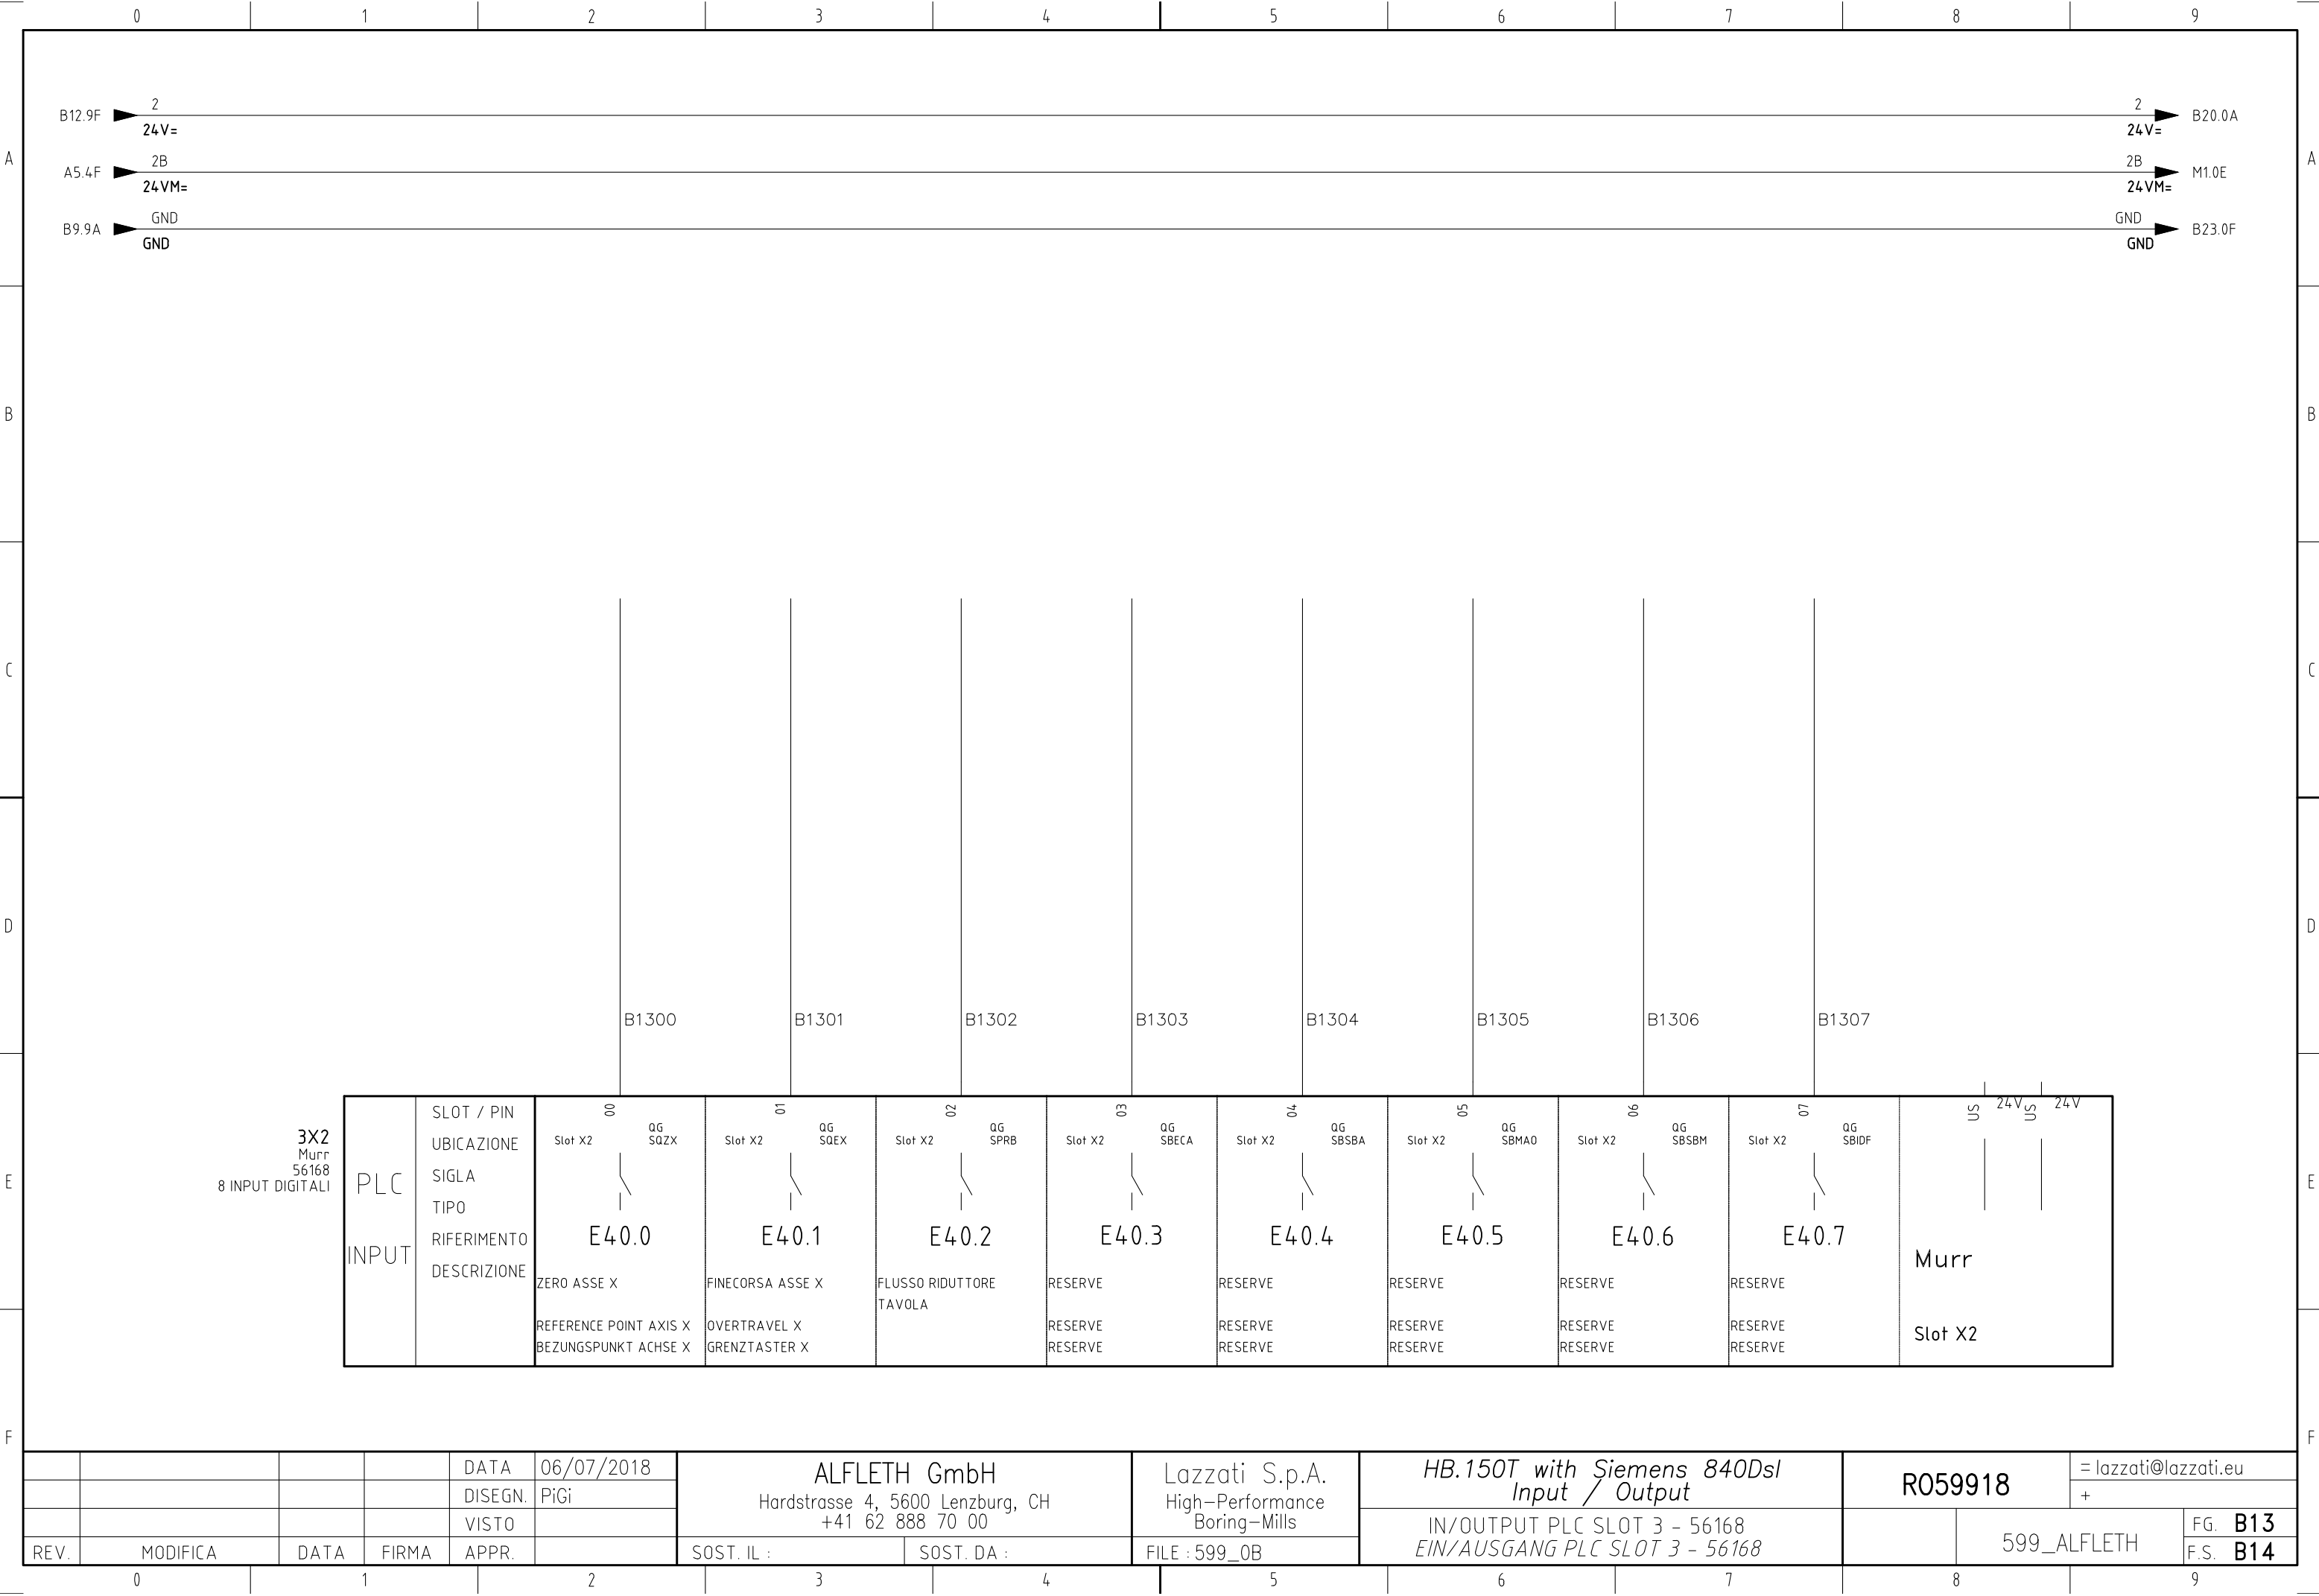 0 1 2 3 4 5 6 7 8 9
A A
B12.9F 2 24V= 2 24V= B20.0A
A5.4F 2B 24VM= 2B 24VM= M1.0E
B9.9A GND GND GND GND B23.0F
B B
C C
D D
B1300 B1301 B1302 B1303 B1304 B1305 B1306 B1307
E E
3X2
Murr
56168
8 INPUT DIGITALI
PLC
INPUT
SLOT / PIN
UBICAZIONE
SIGLA
TIPO
RIFERIMENTO
DESCRIZIONE
00
Slot X2
QG
SQZX
E40.0
ZERO ASSE X
REFERENCE POINT AXIS X
BEZUNGSPUNKT ACHSE X
01
Slot X2
QG
SQEX
E40.1
FINECORSA ASSE X
OVERTRAVEL X
GRENZTASTER X
02
Slot X2
QG
SPRB
E40.2
FLUSSO RIDUTTORE
TAVOLA
03
Slot X2
QG
SBECA
E40.3
RESERVE
RESERVE
RESERVE
04
Slot X2
QG
SBSBA
E40.4
RESERVE
RESERVE
RESERVE
05
Slot X2
QG
SBMAO
E40.5
RESERVE
RESERVE
RESERVE
06
Slot X2
QG
SBSBM
E40.6
RESERVE
RESERVE
RESERVE
07
Slot X2
QG
SBIDF
E40.7
RESERVE
RESERVE
RESERVE
US 24V US 24V
Murr
Slot X2
F F
REV. MODIFICA DATA FIRMA
DATA 06/07/2018
DISEGN. PiGi
VISTO
APPR.
ALFLETH GmbH
Hardstrasse 4, 5600 Lenzburg, CH
+41 62 888 70 00
SOST. IL : SOST. DA :
Lazzati S.p.A.
High-Performance
Boring-Mills
FILE : 599_0B
HB.150T with Siemens 840Dsl
Input / Output
IN/OUTPUT PLC SLOT 3 - 56168
EIN/AUSGANG PLC SLOT 3 - 56168
RO59918
= lazzati@lazzati.eu
+
599_ALFLETH
FG. B13
F.S. B14
0 1 2 3 4 5 6 7 8 9